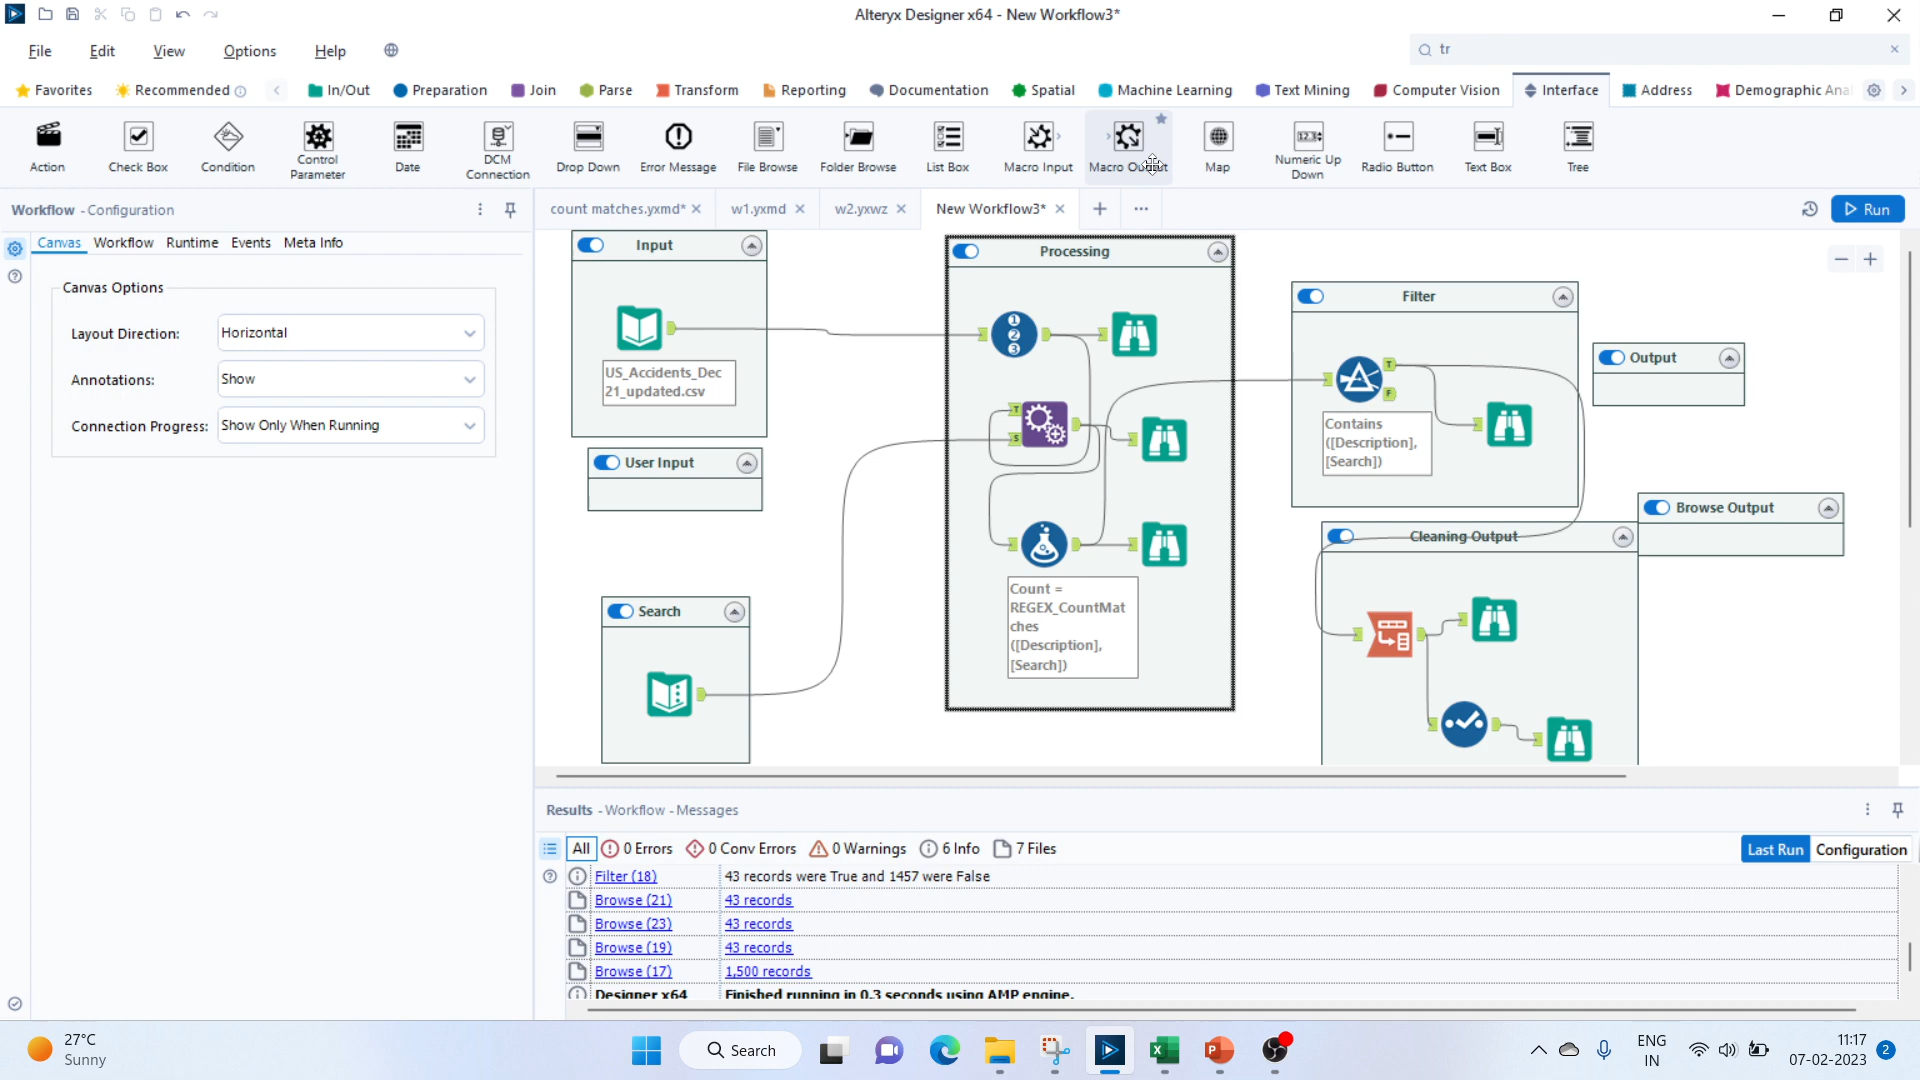 Alteryx Designer x64 - New Workflow3*
File Edit View Options Help
tr
Favorites Recommended In/Out Preparation Join Parse Transform Reporting Documentation Spatial Machine Learning Text Mining Computer Vision Interface Address Demographic Ana
Action
Check Box
Condition
Control
Parameter
Date
DCM
Connection
Drop Down
Error Message
File Browse
Folder Browse
List Box
Macro Input
Macro Output
Map
Numeric Up
Down
Radio Button
Text Box
Tree
Workflow - Configuration
count matches.yxmd* w1.yxmd w2.yxwz New Workflow3*
Run
Canvas Workflow Runtime Events Meta Info
Canvas Options
Layout Direction: Horizontal
Annotations: Show
Connection Progress: Show Only When Running
Input
US_Accidents_Dec
21_updated.csv
User Input
Search
Processing
1
2
3
T
S
Count =
REGEX_CountMat
ches
([Description],
[Search])
Filter
T
F
Contains
([Description],
[Search])
Output
Browse Output
Cleaning Output
Results - Workflow - Messages
All 0 Errors 0 Conv Errors 0 Warnings 6 Info 7 Files
Last Run Configuration
Filter (18) 43 records were True and 1457 were False
Browse (21) 43 records
Browse (23) 43 records
Browse (19) 43 records
Browse (17) 1,500 records
Designer x64 Finished running in 0.3 seconds using AMP engine.
27°C
Sunny
Search
ENG
IN
11:17
07-02-2023
2